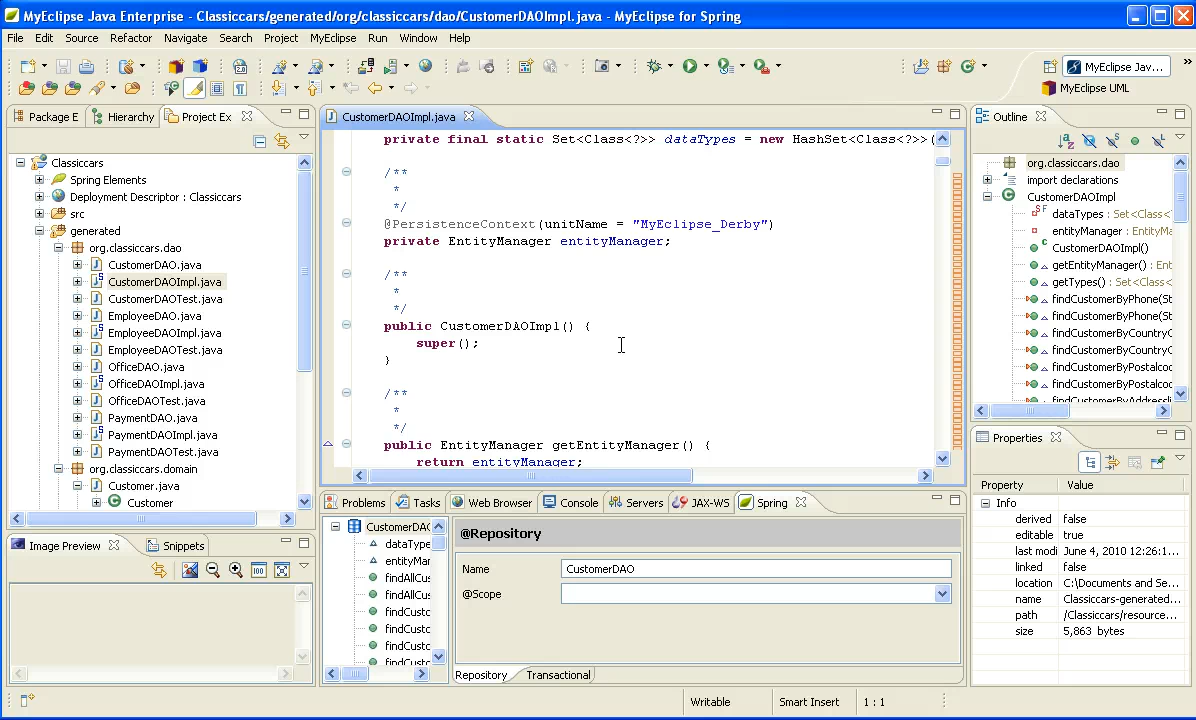 MyEclipse Java Enterprise - Classiccars/generated/org/classiccars/dao/CustomerDAOImpl.java - MyEclipse for Spring
File Edit Source Refactor Navigate Search Project MyEclipse Run Window Help
MyEclipse Jav...
MyEclipse UML
Package E Hierarchy Project Ex
Classiccars
Spring Elements
Deployment Descriptor : Classiccars
src
generated
org.classiccars.dao
CustomerDAO.java
CustomerDAOImpl.java
CustomerDAOTest.java
EmployeeDAO.java
EmployeeDAOImpl.java
EmployeeDAOTest.java
OfficeDAO.java
OfficeDAOImpl.java
OfficeDAOTest.java
PaymentDAO.java
PaymentDAOImpl.java
PaymentDAOTest.java
org.classiccars.domain
Customer.java
Customer
Image Preview Snippets
CustomerDAOImpl.java
private final static Set<Class<?>> dataTypes = new HashSet<Class<?>>(
/**
*
*/
@PersistenceContext(unitName = "MyEclipse_Derby")
private EntityManager entityManager;
/**
*
*/
public CustomerDAOImpl() {
super();
}
/**
*
*/
public EntityManager getEntityManager() {
return entityManager;
Problems Tasks Web Browser Console Servers JAX-WS Spring
CustomerDAO
dataType
entityMar
findAllCus
findAllCus
findCusto
findCusto
findCusto
findCusto
@Repository
Name CustomerDAO
@Scope
Repository Transactional
Outline
org.classiccars.dao
import declarations
CustomerDAOImpl
dataTypes : Set<Class<
entityManager : EntityMa
CustomerDAOImpl()
getEntityManager() : Ent
getTypes() : Set<Class<
findCustomerByPhone(St
findCustomerByPhone(St
findCustomerByCountry(
findCustomerByCountry(
findCustomerByPostalcoc
findCustomerByPostalcoc
findCustomerByAddressli
Properties
Property Value
Info
derived false
editable true
last modi June 4, 2010 12:26:1...
linked false
location C:\Documents and Se...
name Classiccars-generated...
path /Classiccars/resource...
size 5,863 bytes
Writable Smart Insert 1 : 1